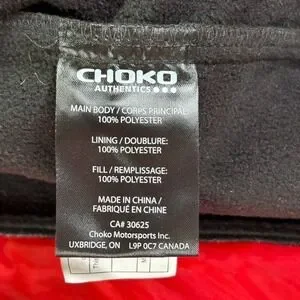 CHOKO
AUTHENTICS
MAIN BODY / CORPS PRINCIPAL:
100% POLYESTER
LINING / DOUBLURE:
100% POLYESTER
FILL / REMPLISSAGE:
100% POLYESTER
MADE IN CHINA /
FABRIQUÉ EN CHINE
CA# 30625
Choko Motorsports Inc.
UXBRIDGE, ON L9P 0C7 CANADA